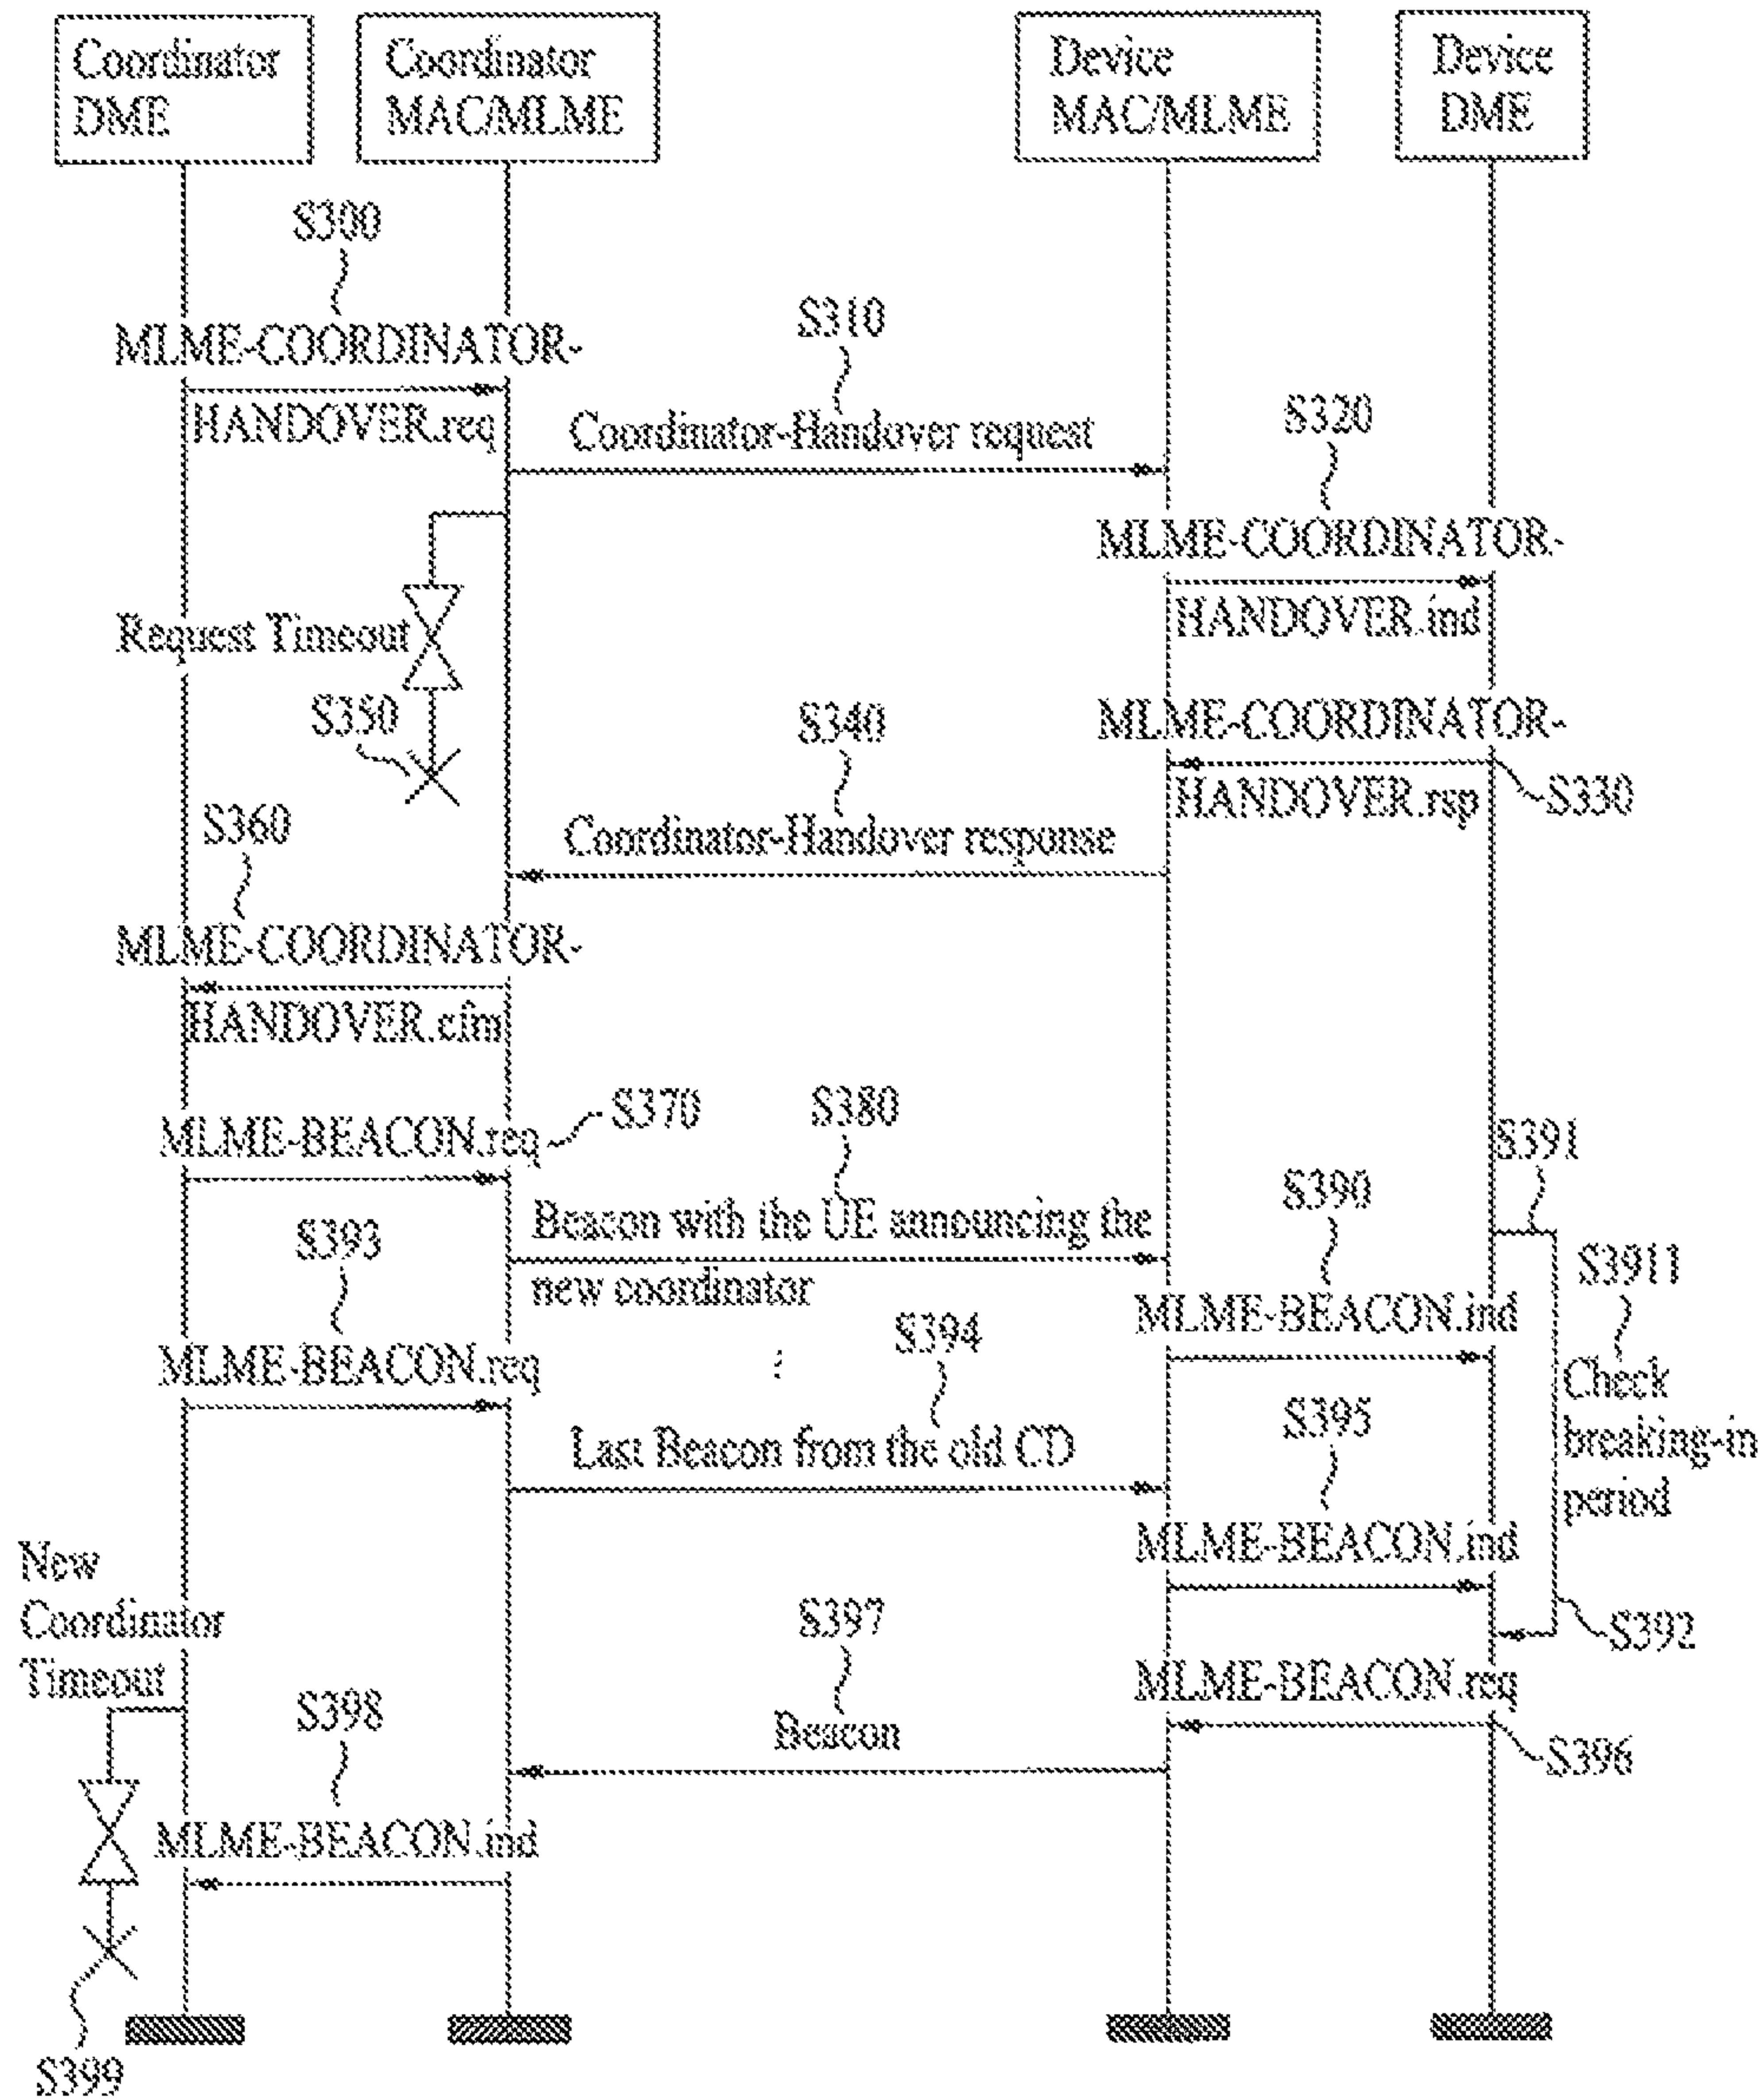 Coordinator
DME
Coordinator
MAC/MLME
Device
MAC/MLME
Device
DME
S300
MLME-COORDINATOR-
HANDOVER.req
S310
Coordinator-Handover request
S320
MLME-COORDINATOR-
HANDOVER.ind
Request Timeout
S350
S340
Coordinator-Handover response
MLME-COORDINATOR-
HANDOVER.rsp
S330
S360
MLME-COORDINATOR-
HANDOVER.cfm
MLME-BEACON.req
S370
S380
Beacon with the UE announcing the
new coordinator
S390
MLME-BEACON.ind
S391
S3911
Check
breaking-in
period
S393
MLME-BEACON.req
S394
Last Beacon from the old CD
S395
MLME-BEACON.ind
S392
New
Coordinator
Timeout
S397
Beacon
MLME-BEACON.req
S396
S398
MLME-BEACON.ind
S399